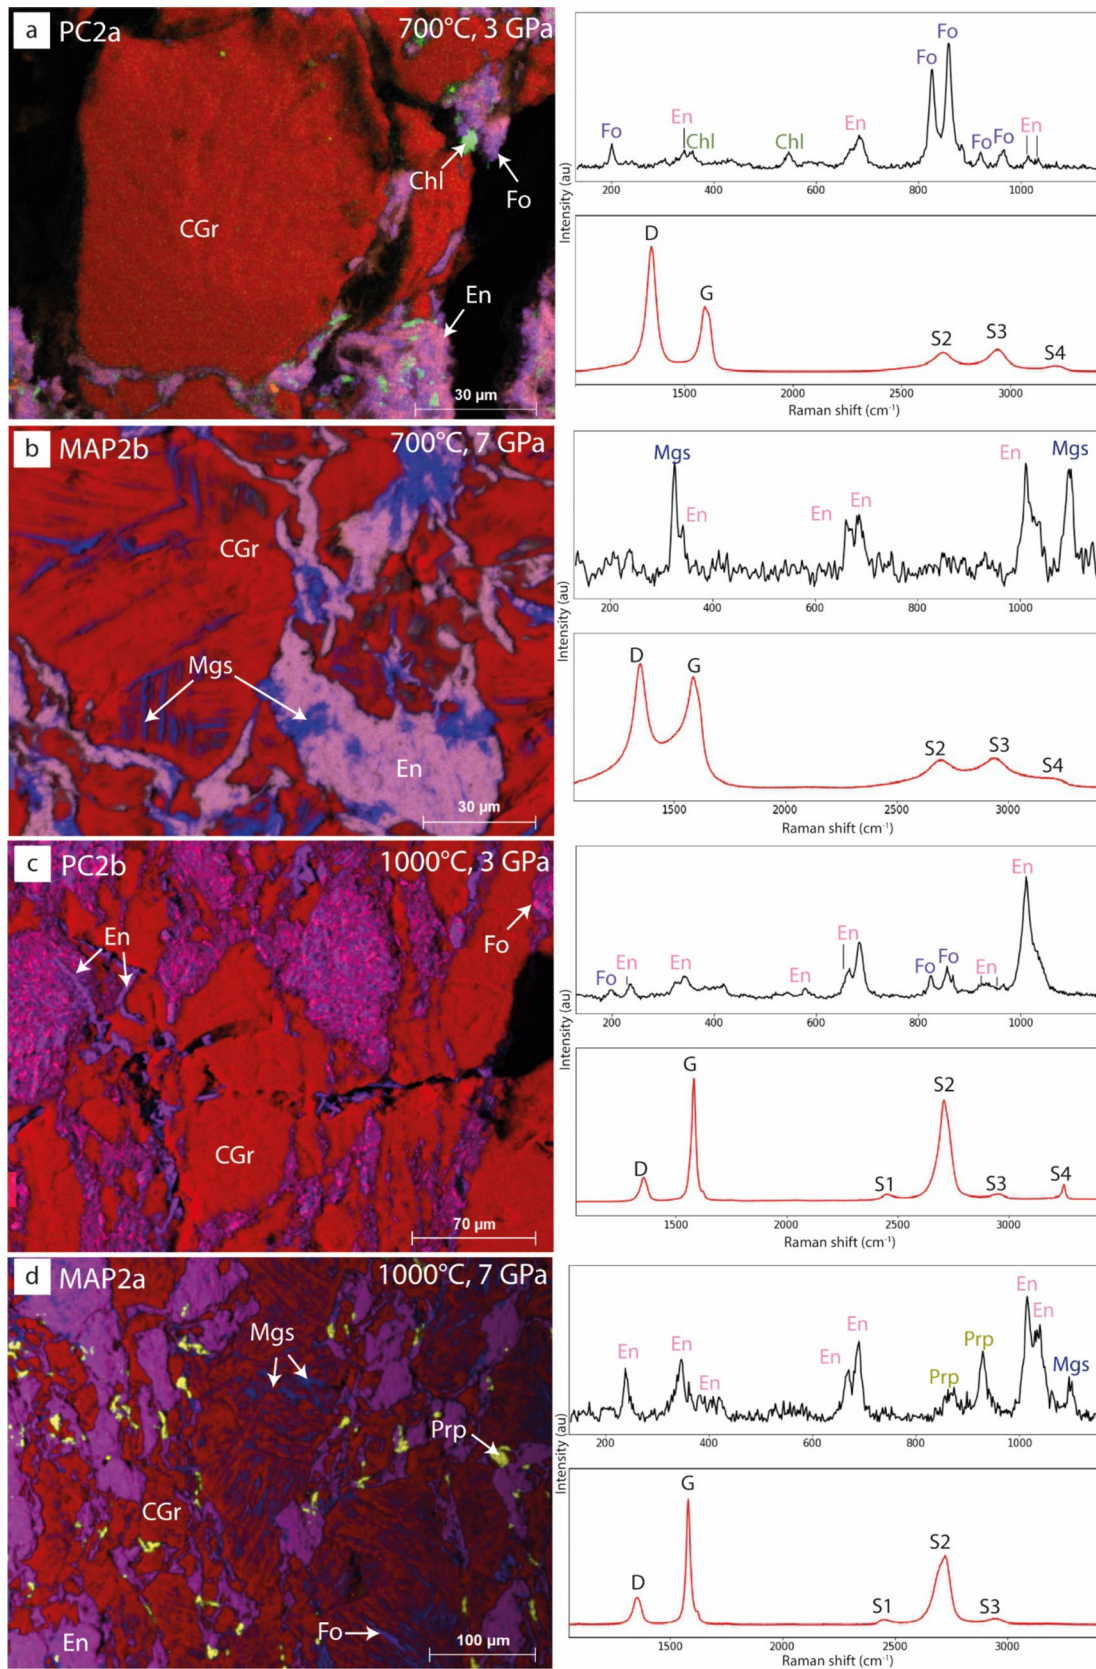 a PC2a 700°C, 3 GPa
CGr
Chl
Fo
En
30 µm
Fo
Fo
Fo
En
Chl
Chl
En
Fo
Fo
En
200 400 600 800 1000
Intensity (au)
D
G
S2
S3
S4
1500 2000 2500 3000
Raman shift (cm⁻¹)
b MAP2b 700°C, 7 GPa
CGr
Mgs
En
30 µm
Mgs
En
En
En
En
Mgs
200 400 600 800 1000
Intensity (au)
D
G
S2
S3
S4
1500 2000 2500 3000
Raman shift (cm⁻¹)
c PC2b 1000°C, 3 GPa
En
Fo
CGr
70 µm
Fo
En
En
En
En
Fo
Fo
En
En
200 400 600 800 1000
Intensity (au)
D
G
S1
S2
S3
S4
1500 2000 2500 3000
Raman shift (cm⁻¹)
d MAP2a 1000°C, 7 GPa
Mgs
Prp
CGr
Fo
En
100 µm
En
En
En
En
En
Prp
Prp
En
En
Mgs
200 400 600 800 1000
Intensity (au)
D
G
S1
S2
S3
1500 2000 2500 3000
Raman shift (cm⁻¹)